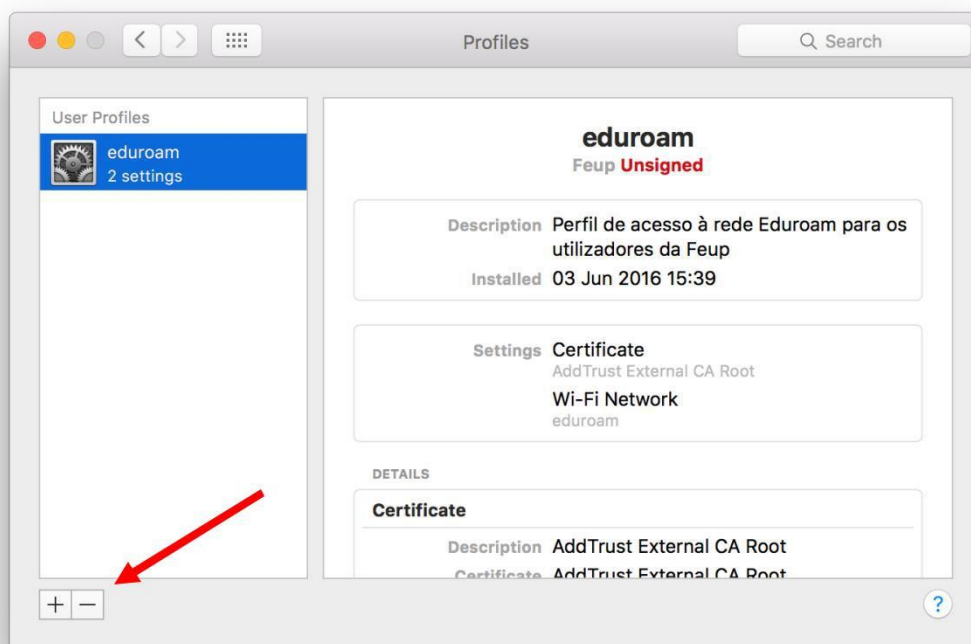 Profiles
Search
User Profiles
eduroam
2 settings
eduroam
Feup Unsigned
Description Perfil de acesso à rede Eduroam para os
utilizadores da Feup
Installed 03 Jun 2016 15:39
Settings Certificate
AddTrust External CA Root
Wi-Fi Network
eduroam
DETAILS
Certificate
Description AddTrust External CA Root
Certificate AddTrust External CA Root
+ −
?